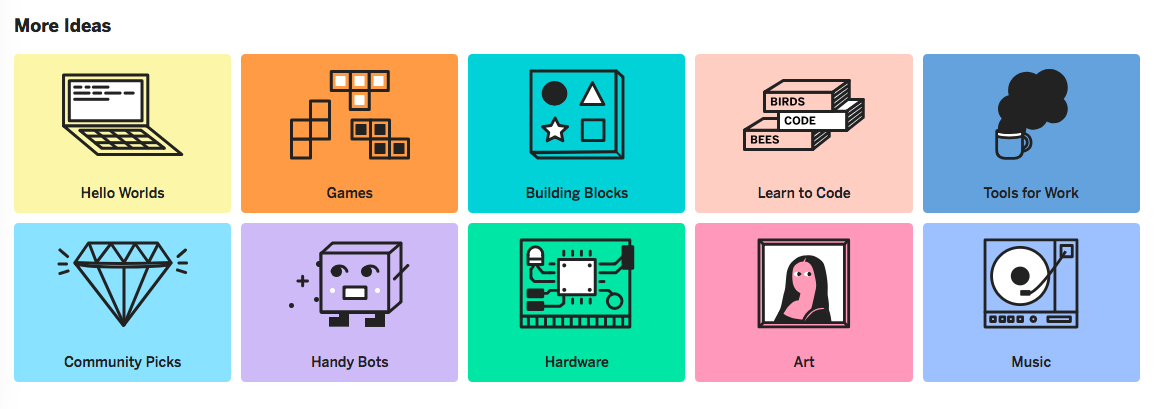 More Ideas
BIRDS
CODE
BEES
Hello Worlds
Games
Building Blocks
Learn to Code
Tools for Work
Community Picks
Handy Bots
Hardware
Art
Music